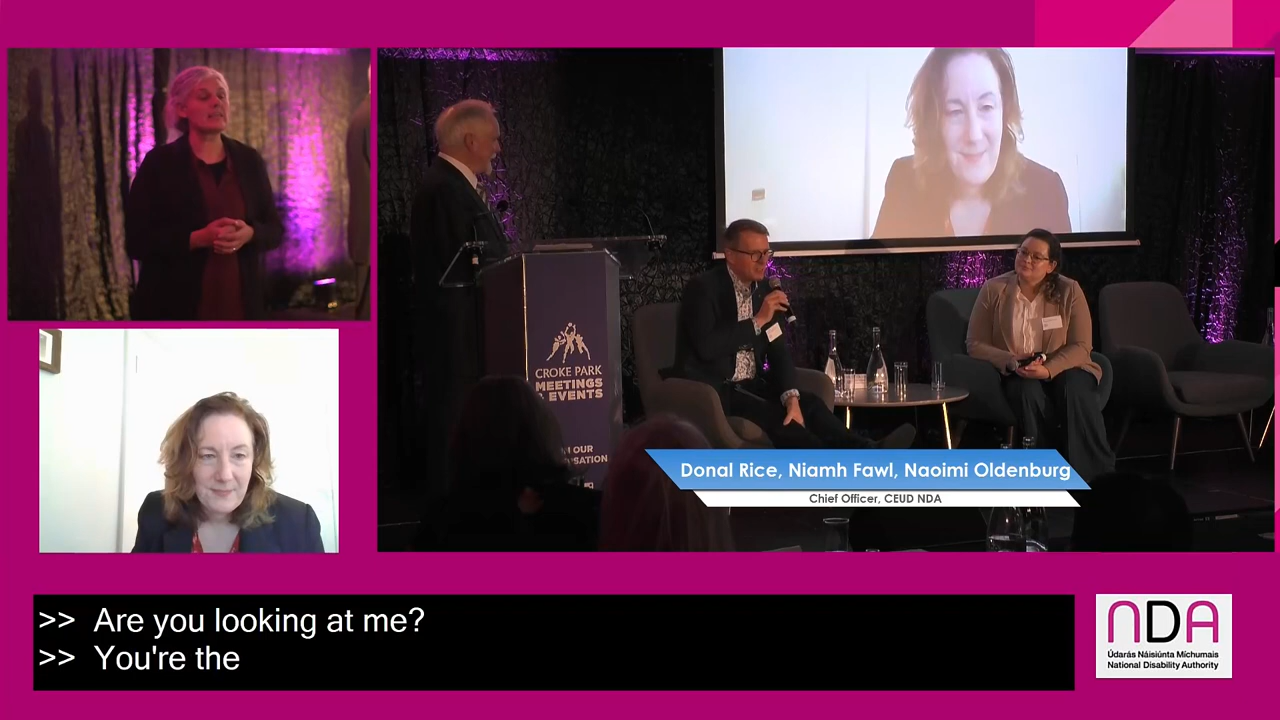 CROKE PARK
MEETINGS
& EVENTS
OUR
Donal Rice, Niamh Fawl, Naoimi Oldenburg
Chief Officer, CEUD NDA
>> Are you looking at me?
>> You're the
NDA
Údarás Náisiúnta Míchumais
National Disability Authority